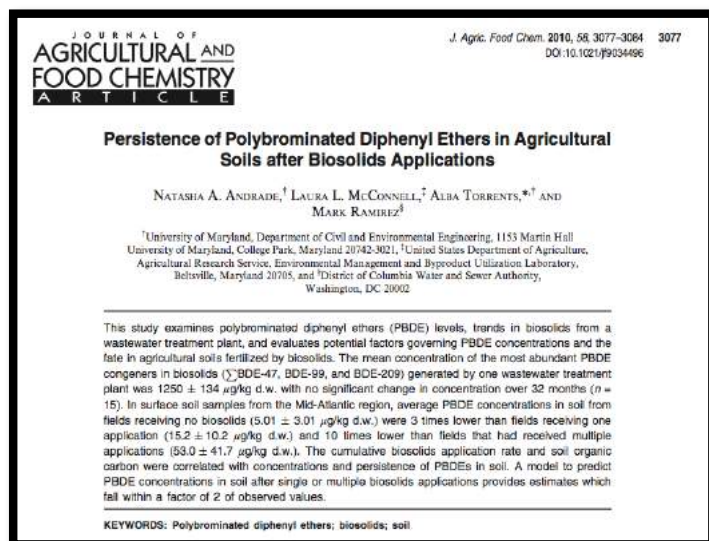 JOURNAL OF
AGRICULTURAL AND
FOOD CHEMISTRY
ARTICLE
J. Agric. Food Chem. 2010, 58, 3077–3084 3077
DOI:10.1021/jf9034496
Persistence of Polybrominated Diphenyl Ethers in Agricultural
Soils after Biosolids Applications
NATASHA A. ANDRADE,† LAURA L. MCCONNELL,‡ ALBA TORRENTS,*,† AND
MARK RAMIREZ§
†University of Maryland, Department of Civil and Environmental Engineering, 1153 Martin Hall
University of Maryland, College Park, Maryland 20742-3021, ‡United States Department of Agriculture,
Agricultural Research Service, Environmental Management and Byproduct Utilization Laboratory,
Beltsville, Maryland 20705, and §District of Columbia Water and Sewer Authority,
Washington, DC 20002
This study examines polybrominated diphenyl ethers (PBDE) levels, trends in biosolids from a
wastewater treatment plant, and evaluates potential factors governing PBDE concentrations and the
fate in agricultural soils fertilized by biosolids. The mean concentration of the most abundant PBDE
congeners in biosolids (∑BDE-47, BDE-99, and BDE-209) generated by one wastewater treatment
plant was 1250 ± 134 μg/kg d.w. with no significant change in concentration over 32 months (n =
15). In surface soil samples from the Mid-Atlantic region, average PBDE concentrations in soil from
fields receiving no biosolids (5.01 ± 3.01 μg/kg d.w.) were 3 times lower than fields receiving one
application (15.2 ± 10.2 μg/kg d.w.) and 10 times lower than fields that had received multiple
applications (53.0 ± 41.7 μg/kg d.w.). The cumulative biosolids application rate and soil organic
carbon were correlated with concentrations and persistence of PBDEs in soil. A model to predict
PBDE concentrations in soil after single or multiple biosolids applications provides estimates which
fall within a factor of 2 of observed values.
KEYWORDS: Polybrominated diphenyl ethers; biosolids; soil